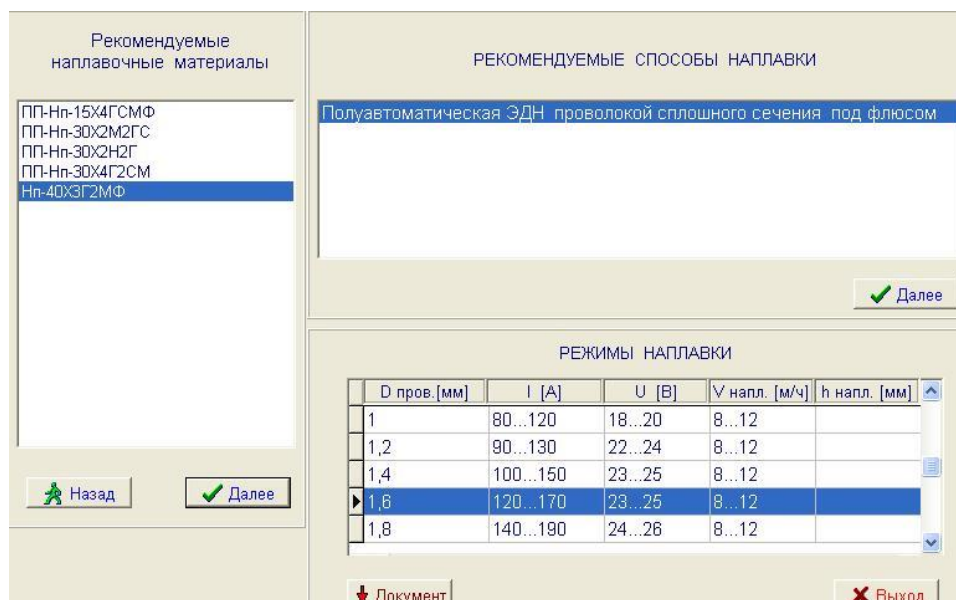 Рекомендуемые
наплавочные материалы
ПП-Нп-15Х4ГСМФ
ПП-Нп-30Х2М2ГС
ПП-Нп-30Х2Н2Г
ПП-Нп-30Х4Г2СМ
Нп-40Х3Г2МФ
Назад
Далее
РЕКОМЕНДУЕМЫЕ СПОСОБЫ НАПЛАВКИ
Полуавтоматическая ЭДН проволокой сплошного сечения под флюсом
Далее
РЕЖИМЫ НАПЛАВКИ
D пров.[мм] I [А] U [В] V напл. [м/ч] h напл. [мм]
1 80...120 18...20 8...12
1,2 90...130 22...24 8...12
1,4 100...150 23...25 8...12
1,6 120...170 23...25 8...12
1,8 140...190 24...26 8...12
Документ
Выход